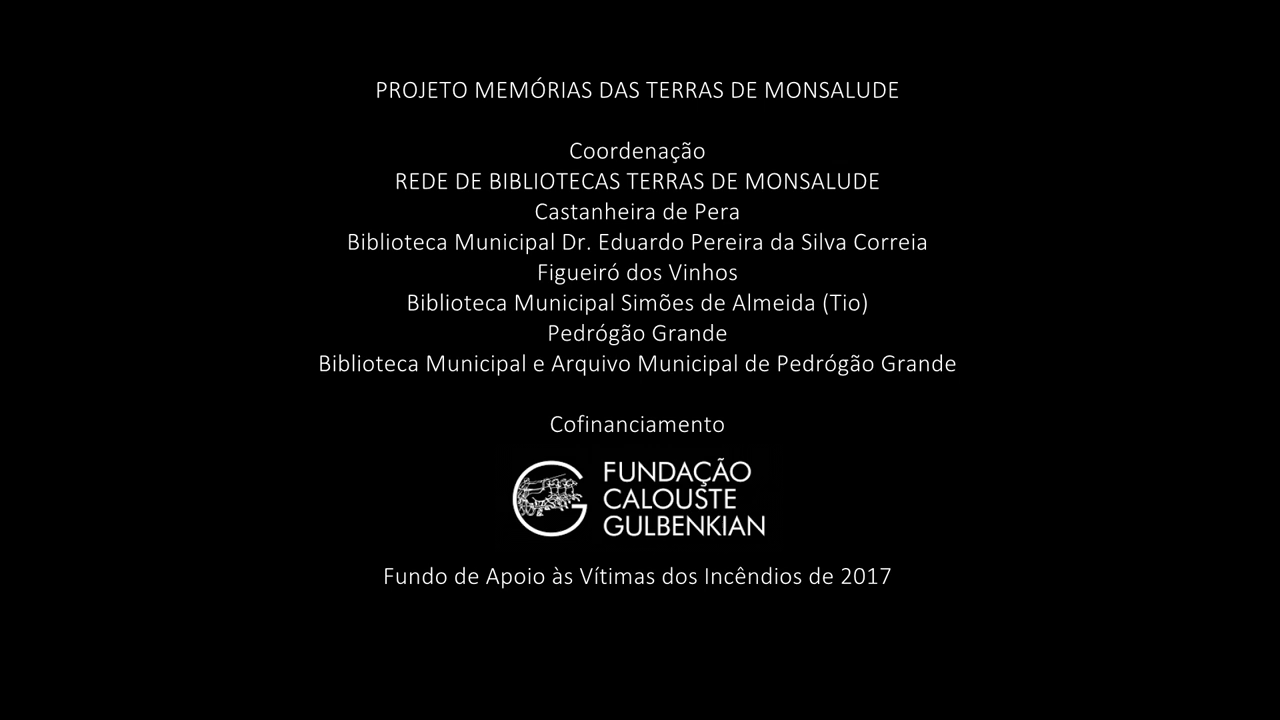 PROJETO MEMÓRIAS DAS TERRAS DE MONSALUDE
Coordenação
REDE DE BIBLIOTECAS TERRAS DE MONSALUDE
Castanheira de Pera
Biblioteca Municipal Dr. Eduardo Pereira da Silva Correia
Figueiró dos Vinhos
Biblioteca Municipal Simões de Almeida (Tio)
Pedrógão Grande
Biblioteca Municipal e Arquivo Municipal de Pedrógão Grande
Cofinanciamento
FUNDAÇÃO
CALOUSTE
GULBENKIAN
Fundo de Apoio às Vítimas dos Incêndios de 2017